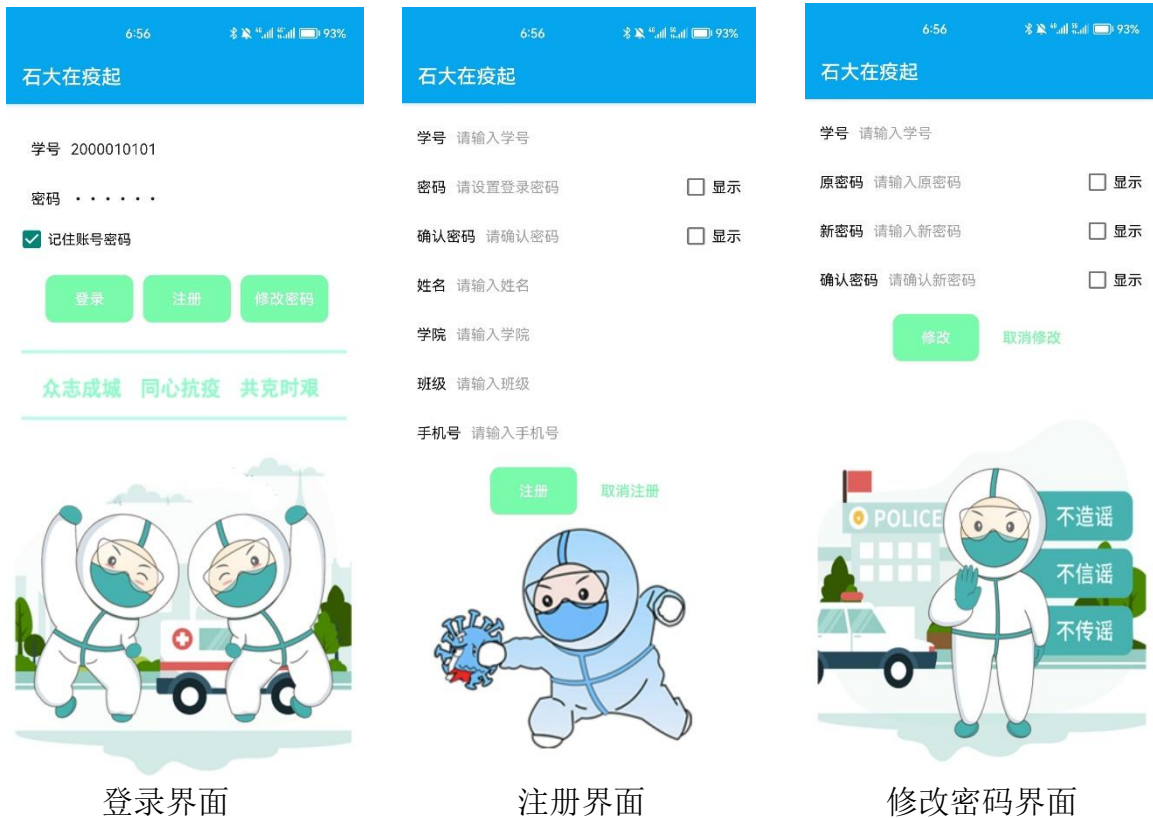 6:56
93%
石大在疫起
学号 2000010101
密码 ······
记住账号密码
登录 注册 修改密码
众志成城 同心抗疫 共克时艰
登录界面
6:56
93%
石大在疫起
学号 请输入学号
密码 请设置登录密码 显示
确认密码 请确认密码 显示
姓名 请输入姓名
学院 请输入学院
班级 请输入班级
手机号 请输入手机号
注册 取消注册
注册界面
6:56
93%
石大在疫起
学号 请输入学号
原密码 请输入原密码 显示
新密码 请输入新密码 显示
确认密码 请确认新密码 显示
修改 取消修改
POLICE
不造谣
不信谣
不传谣
修改密码界面